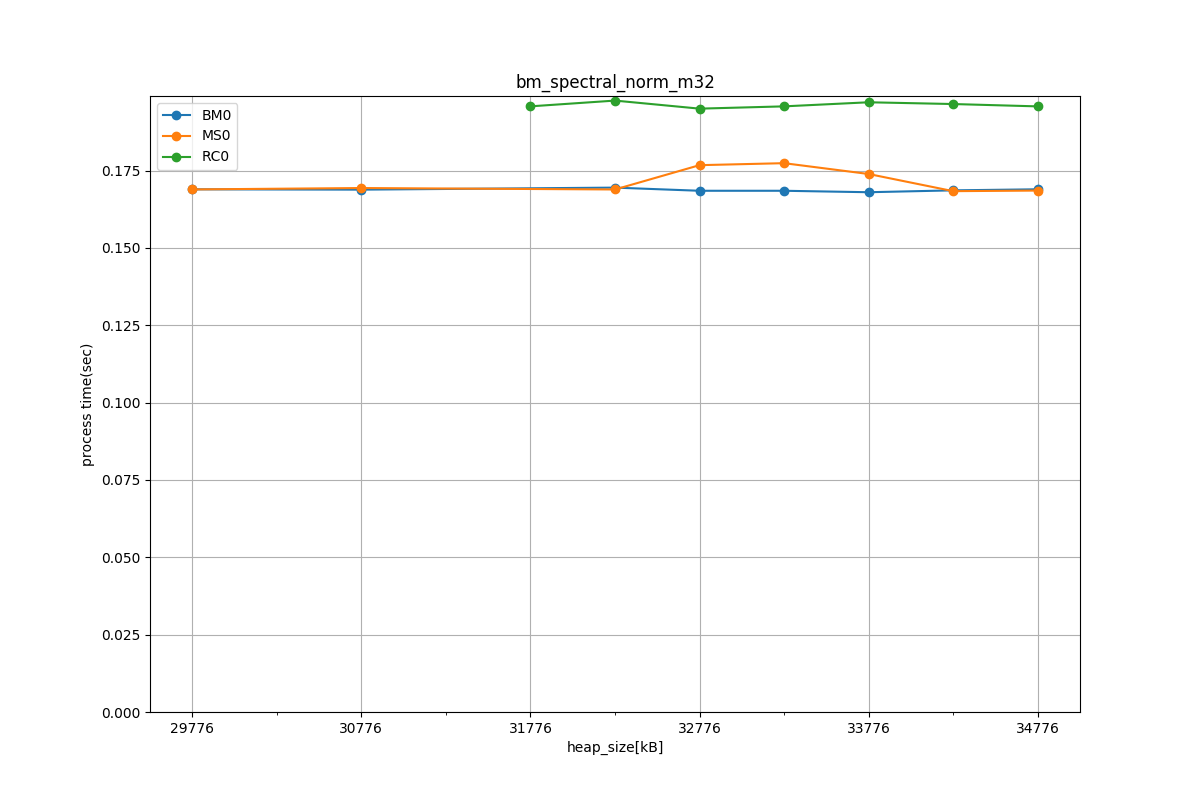 bm_spectral_norm_m32
BM0
MS0
RC0
0.175
0.150
0.125
0.100
0.075
0.050
0.025
0.000
process time(sec)
29776 30776 31776 32776 33776 34776
heap_size[kB]